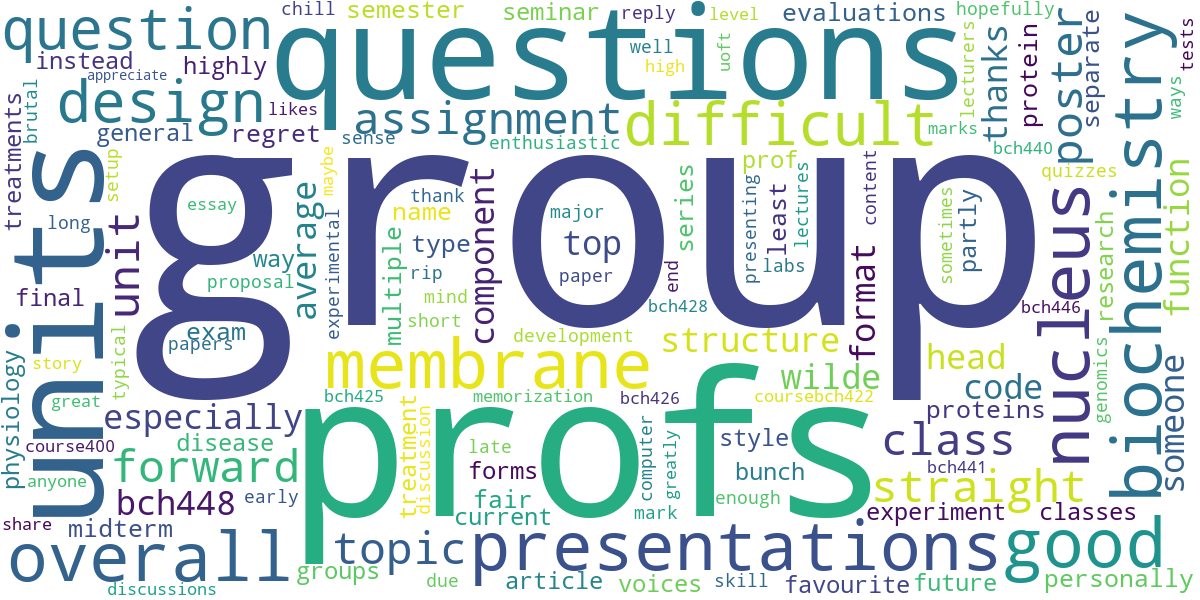 question
questions
chill
semester
seminar
reply
level
evaluations
hopefully
instead
highly
appreciate
well
high
uoft
lecturers
thanks
protein
poster
separate
biochemistry
tests
ways
treatments
brutal
design
likes
general
regret
setup
assignment
sense
enthusiastic
difficult
marks
bch440
maybe
units
group
essay
long
unit
way
proposal
average
experimental
thank
name
type
rip
multiple
mind
short
component
major
top
paper
development
series
prof
end
bch428
presenting
least
lectures
labs
content
format
sometimes
partly
bch446
nucleus
quizzes
research
function
genomics
final
exam
papers
typical
physiology
story
great
membrane
structure
wilde
head
code
proteins
someone
especially
course400
disease
anyone
forward
bch448
early
share
midterm
overall
discussions
bch425
treatment
discussion
memorization
bch426
coursebch422
profs
late
forms
fair
current
computer
greatly
mark
style
bunch
enough
class
bch441
straight
experiment
classes
groups
topic
presentations
due
article
voices
skill
favourite
future
good
personally